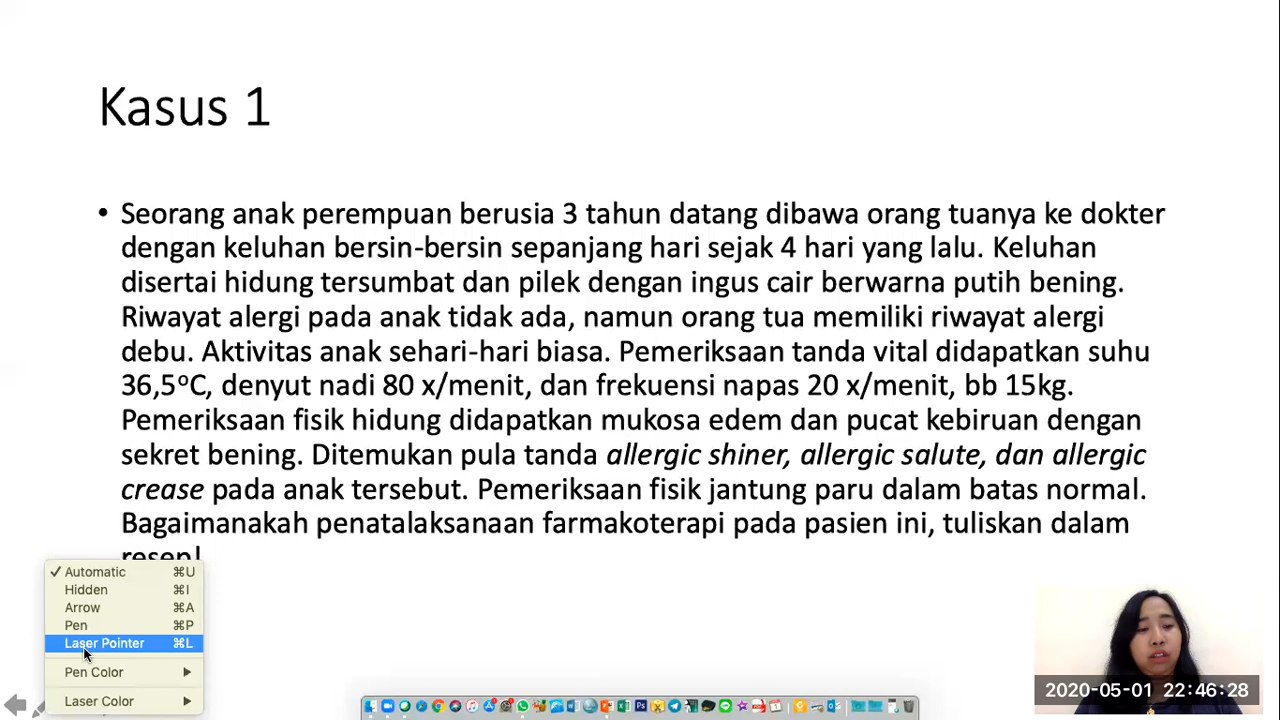 Kasus 1
• Seorang anak perempuan berusia 3 tahun datang dibawa orang tuanya ke dokter
dengan keluhan bersin-bersin sepanjang hari sejak 4 hari yang lalu. Keluhan
disertai hidung tersumbat dan pilek dengan ingus cair berwarna putih bening.
Riwayat alergi pada anak tidak ada, namun orang tua memiliki riwayat alergi
debu. Aktivitas anak sehari-hari biasa. Pemeriksaan tanda vital didapatkan suhu
36,5°C, denyut nadi 80 x/menit, dan frekuensi napas 20 x/menit, bb 15kg.
Pemeriksaan fisik hidung didapatkan mukosa edem dan pucat kebiruan dengan
sekret bening. Ditemukan pula tanda allergic shiner, allergic salute, dan allergic
crease pada anak tersebut. Pemeriksaan fisik jantung paru dalam batas normal.
Bagaimanakah penatalaksanaan farmakoterapi pada pasien ini, tuliskan dalam
resep!
✓ Automatic ⌘U
Hidden ⌘I
Arrow ⌘A
Pen ⌘P
Laser Pointer ⌘L
Pen Color
Laser Color
2020-05-01 22:46:28